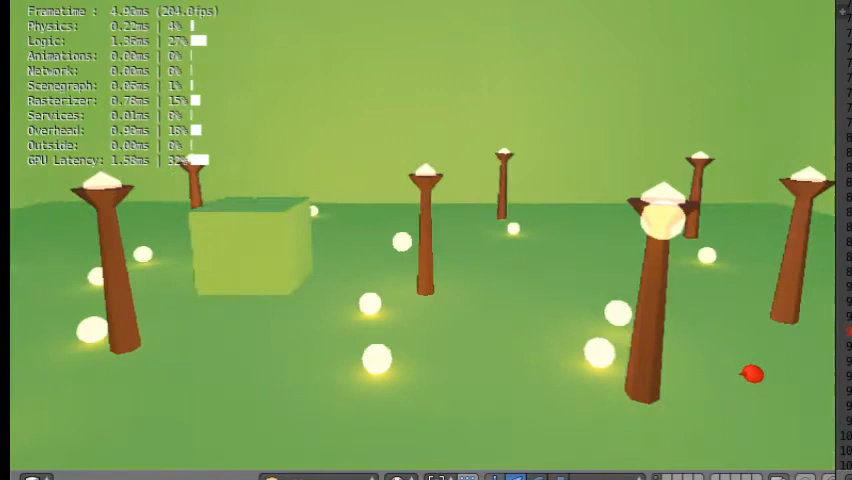 Frametime : 4.90ms (204.0fps)
Physics: 0.22ms | 4%
Logic: 1.36ms | 27%
Animations: 0.00ms | 0%
Network: 0.00ms | 0%
Scenegraph: 0.06ms | 1%
Rasterizer: 0.78ms | 15%
Services: 0.01ms | 0%
Overhead: 0.90ms | 18%
Outside: 0.00ms | 0%
GPU Latency: 1.58ms | 32%